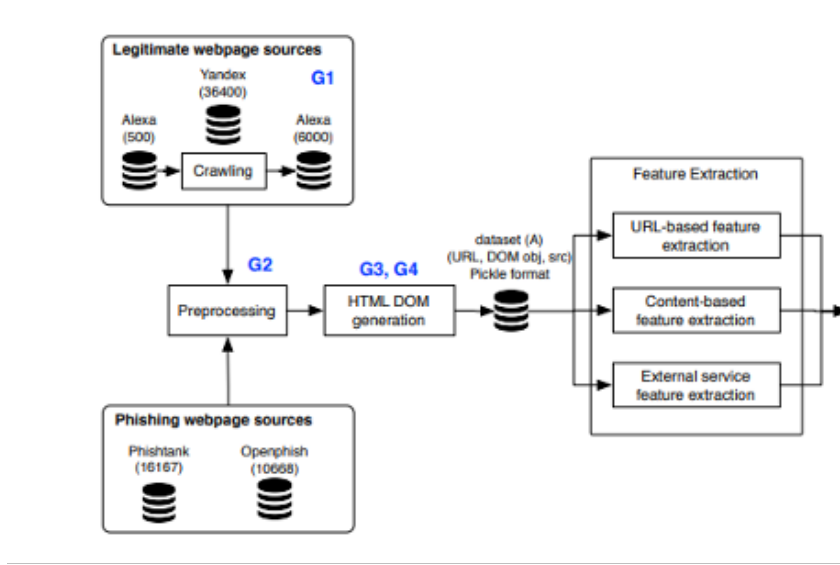 Legitimate webpage sources
Yandex
(36400)
G1
Alexa
(500)
Alexa
(6000)
Crawling
G2
Preprocessing
G3, G4
HTML DOM
generation
dataset (A)
(URL, DOM obj, src)
Pickle format
Feature Extraction
URL-based feature
extraction
Content-based
feature extraction
External service
feature extraction
Phishing webpage sources
Phishtank
(16167)
Openphish
(10668)